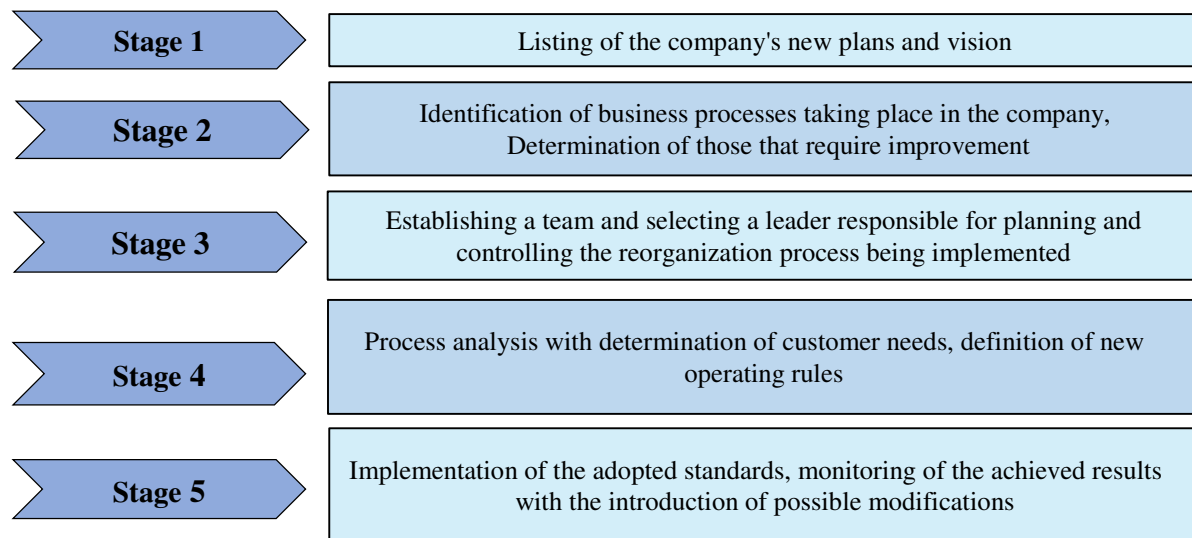 Stage 1
Listing of the company's new plans and vision
Stage 2
Identification of business processes taking place in the company,
Determination of those that require improvement
Stage 3
Establishing a team and selecting a leader responsible for planning and
controlling the reorganization process being implemented
Stage 4
Process analysis with determination of customer needs, definition of new
operating rules
Stage 5
Implementation of the adopted standards, monitoring of the achieved results
with the introduction of possible modifications